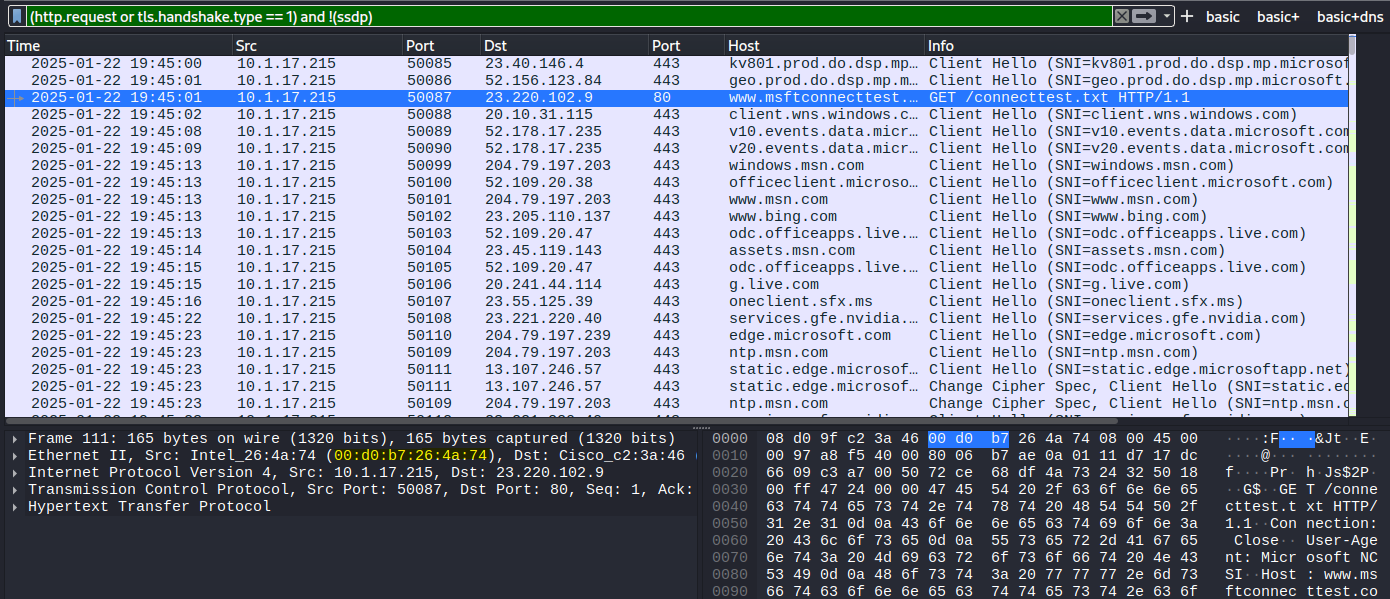 (http.request or tls.handshake.type == 1) and !(ssdp) + basic basic+ basic+dns
Time Src Port Dst Port Host Info
2025-01-22 19:45:00 10.1.17.215 50085 23.40.146.4 443 kv801.prod.do.dsp.mp… Client Hello (SNI=kv801.prod.do.dsp.mp.microsof
2025-01-22 19:45:01 10.1.17.215 50086 52.156.123.84 443 geo.prod.do.dsp.mp.m… Client Hello (SNI=geo.prod.do.dsp.mp.microsoft.
2025-01-22 19:45:01 10.1.17.215 50087 23.220.102.9 80 www.msftconnecttest.… GET /connecttest.txt HTTP/1.1
2025-01-22 19:45:02 10.1.17.215 50088 20.10.31.115 443 client.wns.windows.c… Client Hello (SNI=client.wns.windows.com)
2025-01-22 19:45:08 10.1.17.215 50089 52.178.17.235 443 v10.events.data.micr… Client Hello (SNI=v10.events.data.microsoft.com
2025-01-22 19:45:09 10.1.17.215 50090 52.178.17.235 443 v20.events.data.micr… Client Hello (SNI=v20.events.data.microsoft.com
2025-01-22 19:45:13 10.1.17.215 50099 204.79.197.203 443 windows.msn.com Client Hello (SNI=windows.msn.com)
2025-01-22 19:45:13 10.1.17.215 50100 52.109.20.38 443 officeclient.microso… Client Hello (SNI=officeclient.microsoft.com)
2025-01-22 19:45:13 10.1.17.215 50101 204.79.197.203 443 www.msn.com Client Hello (SNI=www.msn.com)
2025-01-22 19:45:13 10.1.17.215 50102 23.205.110.137 443 www.bing.com Client Hello (SNI=www.bing.com)
2025-01-22 19:45:13 10.1.17.215 50103 52.109.20.47 443 odc.officeapps.live.… Client Hello (SNI=odc.officeapps.live.com)
2025-01-22 19:45:14 10.1.17.215 50104 23.45.119.143 443 assets.msn.com Client Hello (SNI=assets.msn.com)
2025-01-22 19:45:15 10.1.17.215 50105 52.109.20.47 443 odc.officeapps.live.… Client Hello (SNI=odc.officeapps.live.com)
2025-01-22 19:45:15 10.1.17.215 50106 20.241.44.114 443 g.live.com Client Hello (SNI=g.live.com)
2025-01-22 19:45:16 10.1.17.215 50107 23.55.125.39 443 oneclient.sfx.ms Client Hello (SNI=oneclient.sfx.ms)
2025-01-22 19:45:22 10.1.17.215 50108 23.221.220.40 443 services.gfe.nvidia.… Client Hello (SNI=services.gfe.nvidia.com)
2025-01-22 19:45:23 10.1.17.215 50110 204.79.197.239 443 edge.microsoft.com Client Hello (SNI=edge.microsoft.com)
2025-01-22 19:45:23 10.1.17.215 50109 204.79.197.203 443 ntp.msn.com Client Hello (SNI=ntp.msn.com)
2025-01-22 19:45:23 10.1.17.215 50111 13.107.246.57 443 static.edge.microsof… Client Hello (SNI=static.edge.microsoftapp.net)
2025-01-22 19:45:23 10.1.17.215 50111 13.107.246.57 443 static.edge.microsof… Change Cipher Spec, Client Hello (SNI=static.ed
2025-01-22 19:45:23 10.1.17.215 50109 204.79.197.203 443 ntp.msn.com Change Cipher Spec, Client Hello (SNI=ntp.msn.c
Frame 111: 165 bytes on wire (1320 bits), 165 bytes captured (1320 bits)
Ethernet II, Src: Intel_26:4a:74 (00:d0:b7:26:4a:74), Dst: Cisco_c2:3a:46
Internet Protocol Version 4, Src: 10.1.17.215, Dst: 23.220.102.9
Transmission Control Protocol, Src Port: 50087, Dst Port: 80, Seq: 1, Ack:
Hypertext Transfer Protocol
0000 08 d0 9f c2 3a 46 00 d0 b7 26 4a 74 08 00 45 00 ····:F·· ·&Jt··E·
0010 00 97 a8 f5 40 00 80 06 b7 ae 0a 01 11 d7 17 dc ····@··· ········
0020 66 09 c3 a7 00 50 72 ce 68 df 4a 73 24 32 50 18 f····Pr· h·Js$2P·
0030 00 ff 47 24 00 00 47 45 54 20 2f 63 6f 6e 6e 65 ··G$··GE T /conne
0040 63 74 74 65 73 74 2e 74 78 74 20 48 54 54 50 2f cttest.t xt HTTP/
0050 31 2e 31 0d 0a 43 6f 6e 6e 65 63 74 69 6f 6e 3a 1.1··Con nection:
0060 20 43 6c 6f 73 65 0d 0a 55 73 65 72 2d 41 67 65 Close·· User-Age
0070 6e 74 3a 20 4d 69 63 72 6f 73 6f 66 74 20 4e 43 nt: Micr osoft NC
0080 53 49 0d 0a 48 6f 73 74 3a 20 77 77 77 2e 6d 73 SI··Host : www.ms
0090 66 74 63 6f 6e 6e 65 63 74 74 65 73 74 2e 63 6f ftconnec ttest.co